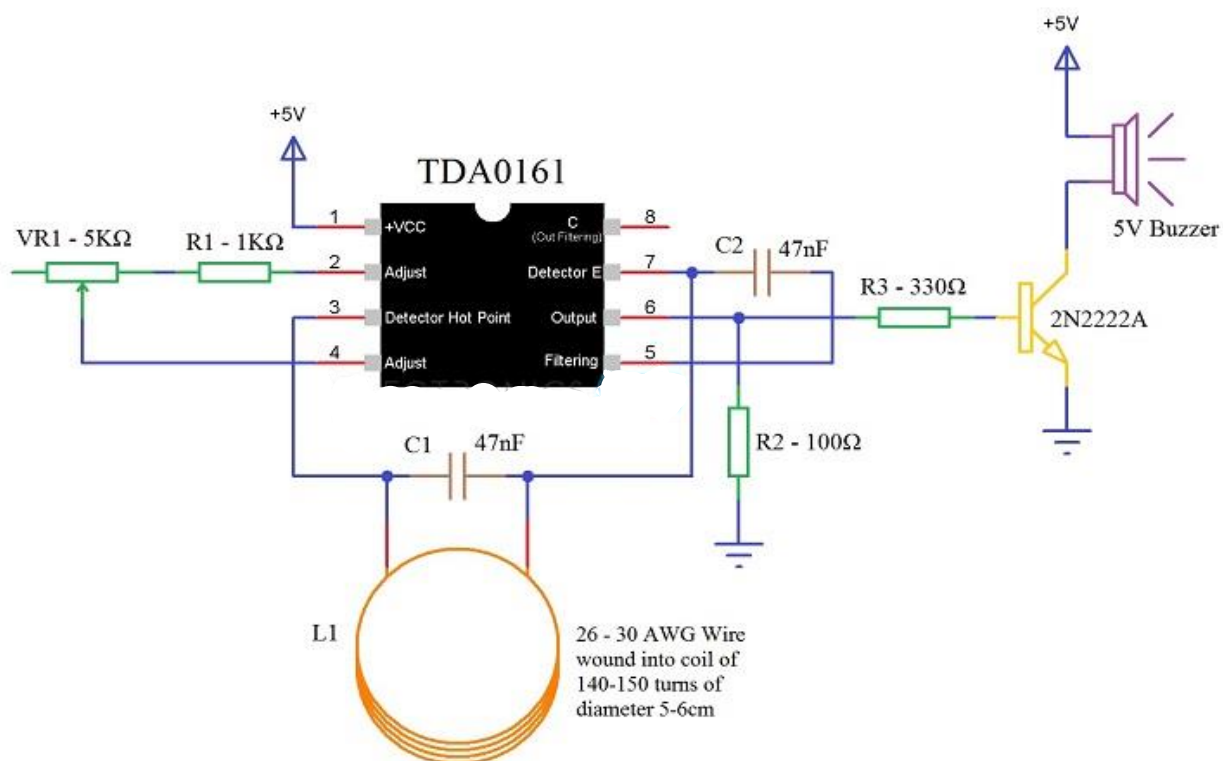 +5V
+5V
TDA0161
5V Buzzer
VR1 - 5KΩ
R1 - 1KΩ
1
+VCC
2
Adjust
3
Detector Hot Point
4
Adjust
C
(Out Filtering)
8
Detector E
7
Output
6
Filtering
5
C2
47nF
R3 - 330Ω
2N2222A
C1
47nF
R2 - 100Ω
L1
26 - 30 AWG Wire
wound into coil of
140-150 turns of
diameter 5-6cm